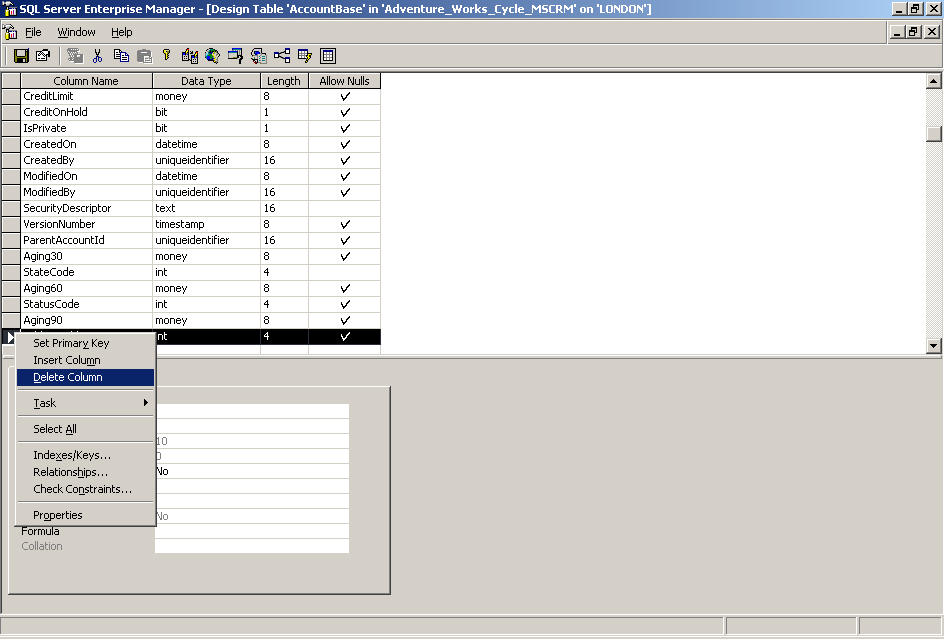 SQL Server Enterprise Manager - [Design Table 'AccountBase' in 'Adventure_Works_Cycle_MSCRM' on 'LONDON']
File Window Help
Column Name Data Type Length Allow Nulls
CreditLimit money 8
CreditOnHold bit 1
IsPrivate bit 1
CreatedOn datetime 8
CreatedBy uniqueidentifier 16
ModifiedOn datetime 8
ModifiedBy uniqueidentifier 16
SecurityDescriptor text 16
VersionNumber timestamp 8
ParentAccountId uniqueidentifier 16
Aging30 money 8
StateCode int 4
Aging60 money 8
StatusCode int 4
Aging90 money 8
int 4
Set Primary Key
Insert Column
Delete Column
Task
Select All
10
Indexes/Keys...
0
Relationships...
No
Check Constraints...
Properties
No
Formula
Collation